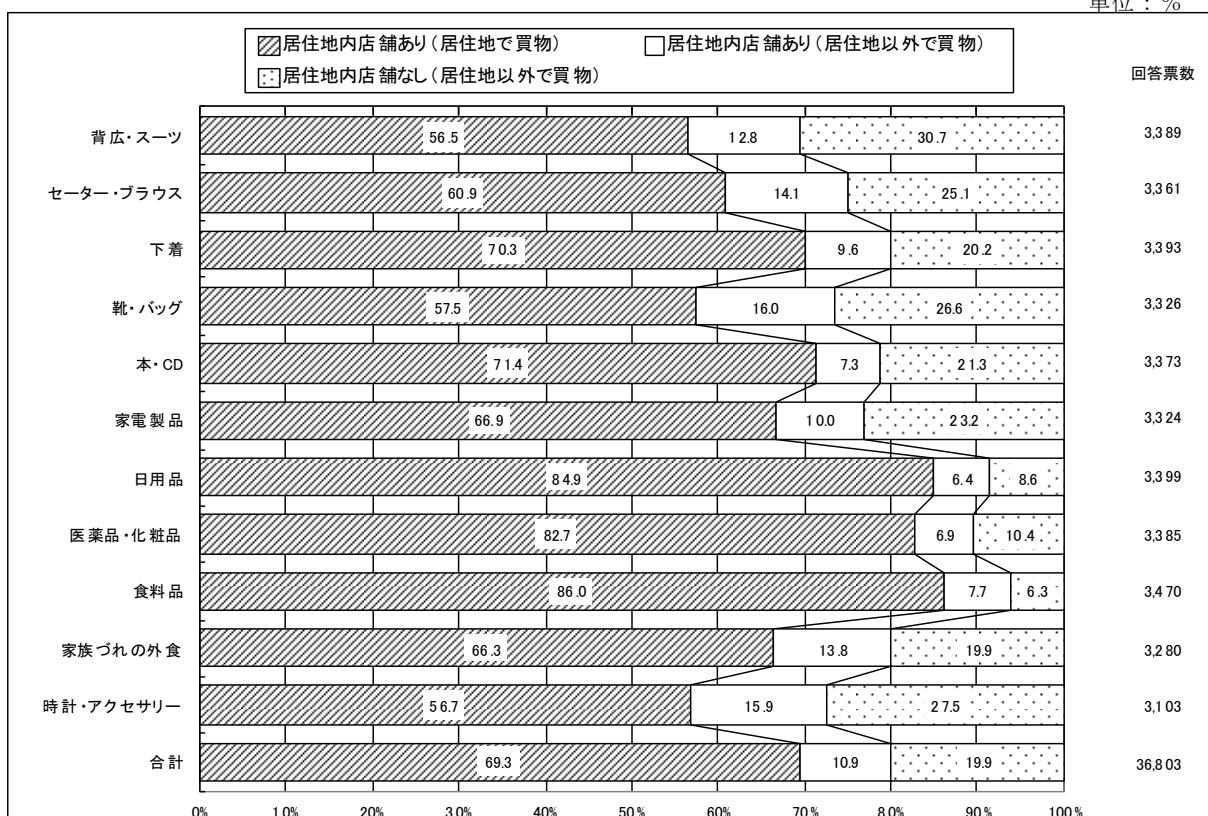 単位：％
居住地内店舗あり（居住地で買物）　居住地内店舗あり（居住地以外で買物）
居住地内店舗なし（居住地以外で買物）
回答票数
背広・スーツ 56.5 12.8 30.7 3,389
セーター・ブラウス 60.9 14.1 25.1 3,361
下着 70.3 9.6 20.2 3,393
靴・バッグ 57.5 16.0 26.6 3,326
本・CD 71.4 7.3 21.3 3,373
家電製品 66.9 10.0 23.2 3,324
日用品 84.9 6.4 8.6 3,399
医薬品・化粧品 82.7 6.9 10.4 3,385
食料品 86.0 7.7 6.3 3,470
家族づれの外食 66.3 13.8 19.9 3,280
時計・アクセサリー 56.7 15.9 27.5 3,103
合計 69.3 10.9 19.9 36,803
0% 10% 20% 30% 40% 50% 60% 70% 80% 90% 100%